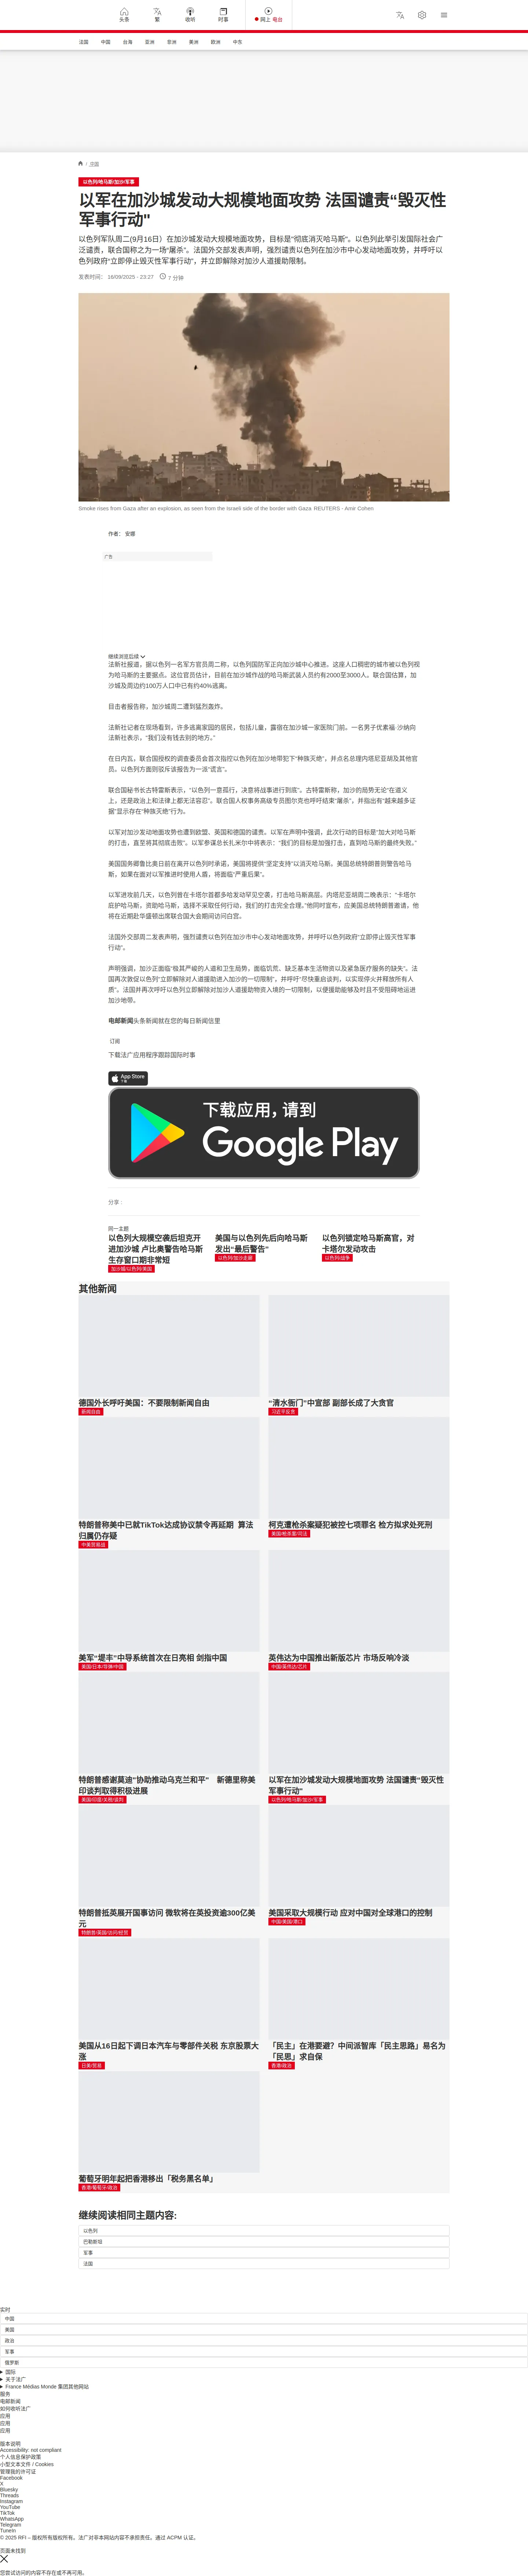 头条
繁
收听
时事
网上 电台
法国
中国
台海
亚洲
非洲
美洲
欧洲
中东
/ 中东
以色列/哈马斯/加沙/军事
以军在加沙城发动大规模地面攻势 法国谴责“毁灭性军事行动"
以色列军队周二(9月16日）在加沙城发动大规模地面攻势，目标是“彻底消灭哈马斯”。以色列此举引发国际社会广泛谴责，联合国称之为一场“屠杀”。法国外交部发表声明，强烈谴责以色列在加沙市中心发动地面攻势，并呼吁以色列政府“立即停止毁灭性军事行动”，并立即解除对加沙人道援助限制。
发表时间： 16/09/2025 - 23:27
7 分钟
Smoke rises from Gaza after an explosion, as seen from the Israeli side of the border with Gaza REUTERS - Amir Cohen
作者： 安娜
广告
继续浏览后续
法新社报道，据以色列一名军方官员周二称，以色列国防军正向加沙城中心推进。这座人口稠密的城市被以色列视为哈马斯的主要据点。这位官员估计，目前在加沙城作战的哈马斯武装人员约有2000至3000人。联合国估算，加沙城及周边约100万人口中已有约40%逃离。
目击者报告称，加沙城周二遭到猛烈轰炸。
法新社记者在现场看到，许多逃离家园的居民，包括儿童，露宿在加沙城一家医院门前。一名男子优素福·沙纳向法新社表示，“我们没有钱去别的地方。”
在日内瓦，联合国授权的调查委员会首次指控以色列在加沙地带犯下“种族灭绝”，并点名总理内塔尼亚胡及其他官员。以色列方面则驳斥该报告为一派“谎言”。
联合国秘书长古特雷斯表示，“以色列一意孤行，决意将战事进行到底”。古特雷斯称，加沙的局势无论“在道义上，还是政治上和法律上都无法容忍”。联合国人权事务高级专员图尔克也呼吁结束“屠杀”，并指出有“越来越多证据”显示存在“种族灭绝”行为。
以军对加沙发动地面攻势也遭到欧盟、英国和德国的谴责。以军在声明中强调，此次行动的目标是“加大对哈马斯的打击，直至将其彻底击败”。以军参谋总长扎米尔中将表示：“我们的目标是加强打击，直到哈马斯的最终失败。”
美国国务卿鲁比奥日前在离开以色列时承诺，美国将提供“坚定支持”以消灭哈马斯。美国总统特朗普则警告哈马斯，如果在面对以军推进时使用人盾，将面临“严重后果”。
以军进攻前几天，以色列曾在卡塔尔首都多哈发动罕见空袭，打击哈马斯高层。内塔尼亚胡周二晚表示：“卡塔尔庇护哈马斯，资助哈马斯，选择不采取任何行动，我们的打击完全合理。”他同时宣布，应美国总统特朗普邀请，他将在近期赴华盛顿出席联合国大会期间访问白宫。
法国外交部周二发表声明，强烈谴责以色列在加沙市中心发动地面攻势，并呼吁以色列政府“立即停止毁灭性军事行动”。
声明强调，加沙正面临“极其严峻的人道和卫生局势，面临饥荒、缺乏基本生活物资以及紧急医疗服务的缺失”。法国再次敦促以色列“立即解除对人道援助进入加沙的一切限制”，并呼吁“尽快重启谈判，以实现停火并释放所有人质”。法国并再次呼吁以色列立即解除对加沙人道援助物资入境的一切限制，以便援助能够及时且不受阻碍地运进加沙地带。
电邮新闻头条新闻就在您的每日新闻信里
订阅
下载法广应用程序跟踪国际时事
App Store 下载
下载应用，请到
Google Play
分享 :
同一主题
以色列大规模空袭后坦克开进加沙城 卢比奥警告哈马斯生存窗口期非常短
加沙城/以色列/美国
美国与以色列先后向哈马斯发出“最后警告”
以色列/加沙走廊
以色列锁定哈马斯高官，对卡塔尔发动攻击
以色列/战争
其他新闻
德国外长呼吁美国：不要限制新闻自由
新闻自由
“清水衙门”中宣部 副部长成了大贪官
习近平反贪
特朗普称美中已就TikTok达成协议禁令再延期 算法归属仍存疑
中美贸易战
柯克遭枪杀案疑犯被控七项罪名 检方拟求处死刑
美国/枪杀案/司法
美军“堤丰”中导系统首次在日亮相 剑指中国
美国/日本/导弹/中国
英伟达为中国推出新版芯片 市场反响冷淡
中国/英伟达/芯片
特朗普感谢莫迪"协助推动乌克兰和平" 新德里称美印谈判取得积极进展
美国/印度/关税/谈判
以军在加沙城发动大规模地面攻势 法国谴责"毁灭性军事行动"
以色列/哈马斯/加沙/军事
特朗普抵英展开国事访问 微软将在英投资逾300亿美元
特朗普/英国/访问/经贸
美国采取大规模行动 应对中国对全球港口的控制
中国/美国/港口
美国从16日起下调日本汽车与零部件关税 东京股票大涨
日美/贸易
「民主」在港要避？中间派智库「民主思路」易名为「民思」求自保
香港/政治
葡萄牙明年起把香港移出「税务黑名单」
香港/葡萄牙/政治
继续阅读相同主题内容:
以色列
巴勒斯坦
军事
法国
实时
中国
美国
政治
军事
俄罗斯
国际
关于法广
France Médias Monde 集团其他网站
服务
电邮新闻
如何收听法广
应用
应用
应用
版本说明
Accessibility: not compliant
个人信息保护政策
小型文本文件 / Cookies
管理我的许可证
Facebook
X
Bluesky
Threads
Instagram
YouTube
TikTok
WhatsApp
Telegram
TuneIn
© 2025 RFI – 版权所有版权所有。法广对非本网站内容不承担责任。通过 ACPM 认证。
页面未找到
您尝试访问的内容不存在或不再可用。